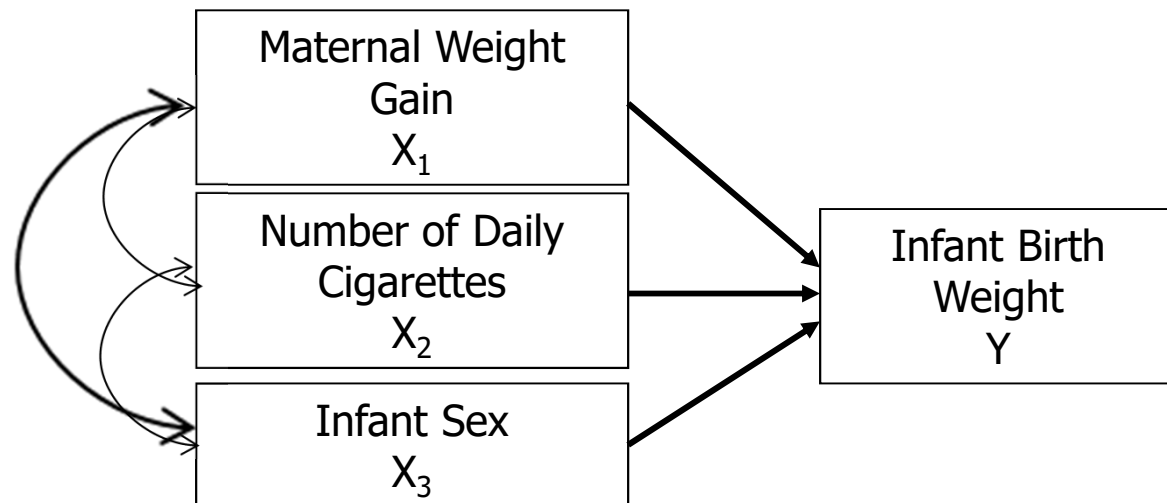 Maternal Weight
Gain
X₁
Number of Daily
Cigarettes
X₂
Infant Sex
X₃
Infant Birth
Weight
Y